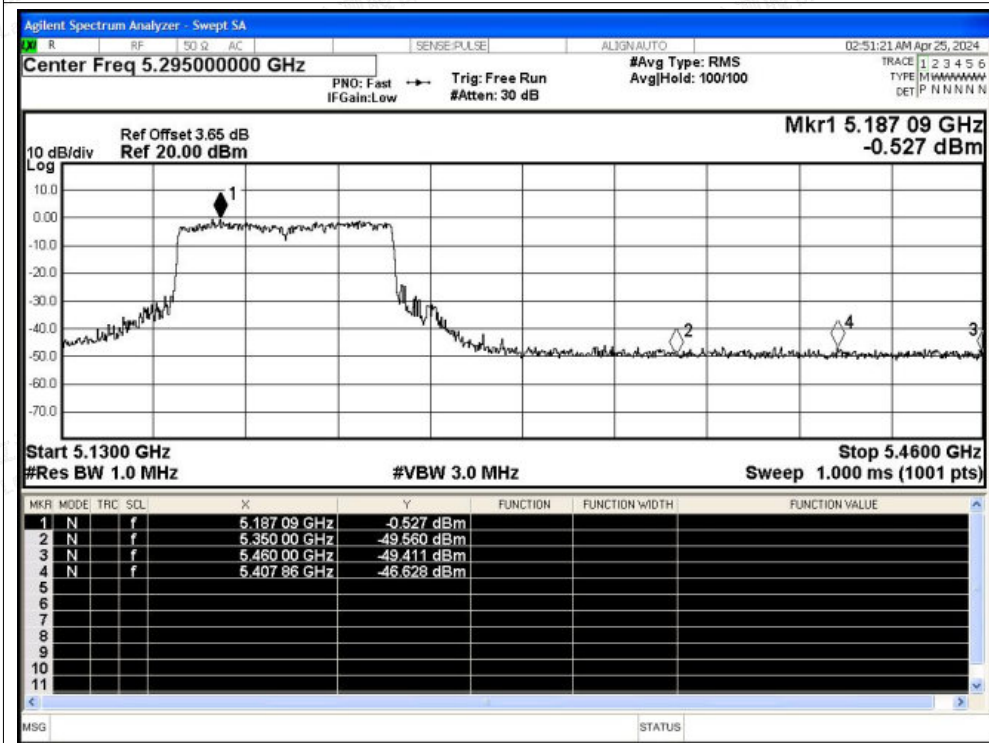 Agilent Spectrum Analyzer - Swept SA
LXI R RF 50 Ω AC SENSE:PULSE ALIGNAUTO 02:51:21 AM Apr 25, 2024
Center Freq 5.295000000 GHz
PNO: Fast Trig: Free Run
IFGain:Low #Atten: 30 dB
#Avg Type: RMS
Avg|Hold: 100/100
TRACE 1 2 3 4 5 6
TYPE M WWWWW
DET P N N N N N
Mkr1 5.187 09 GHz
-0.527 dBm
Ref Offset 3.65 dB
10 dB/div Ref 20.00 dBm
Log
10.0
0.00
-10.0
-20.0
-30.0
-40.0
-50.0
-60.0
-70.0
1
2
4
3
Start 5.1300 GHz Stop 5.4600 GHz
#Res BW 1.0 MHz #VBW 3.0 MHz Sweep 1.000 ms (1001 pts)
MKR MODE TRC SCL X Y FUNCTION FUNCTION WIDTH FUNCTION VALUE
1 N f 5.187 09 GHz -0.527 dBm
2 N f 5.350 00 GHz -49.560 dBm
3 N f 5.460 00 GHz -49.411 dBm
4 N f 5.407 86 GHz -46.628 dBm
5
6
7
8
9
10
11
MSG STATUS